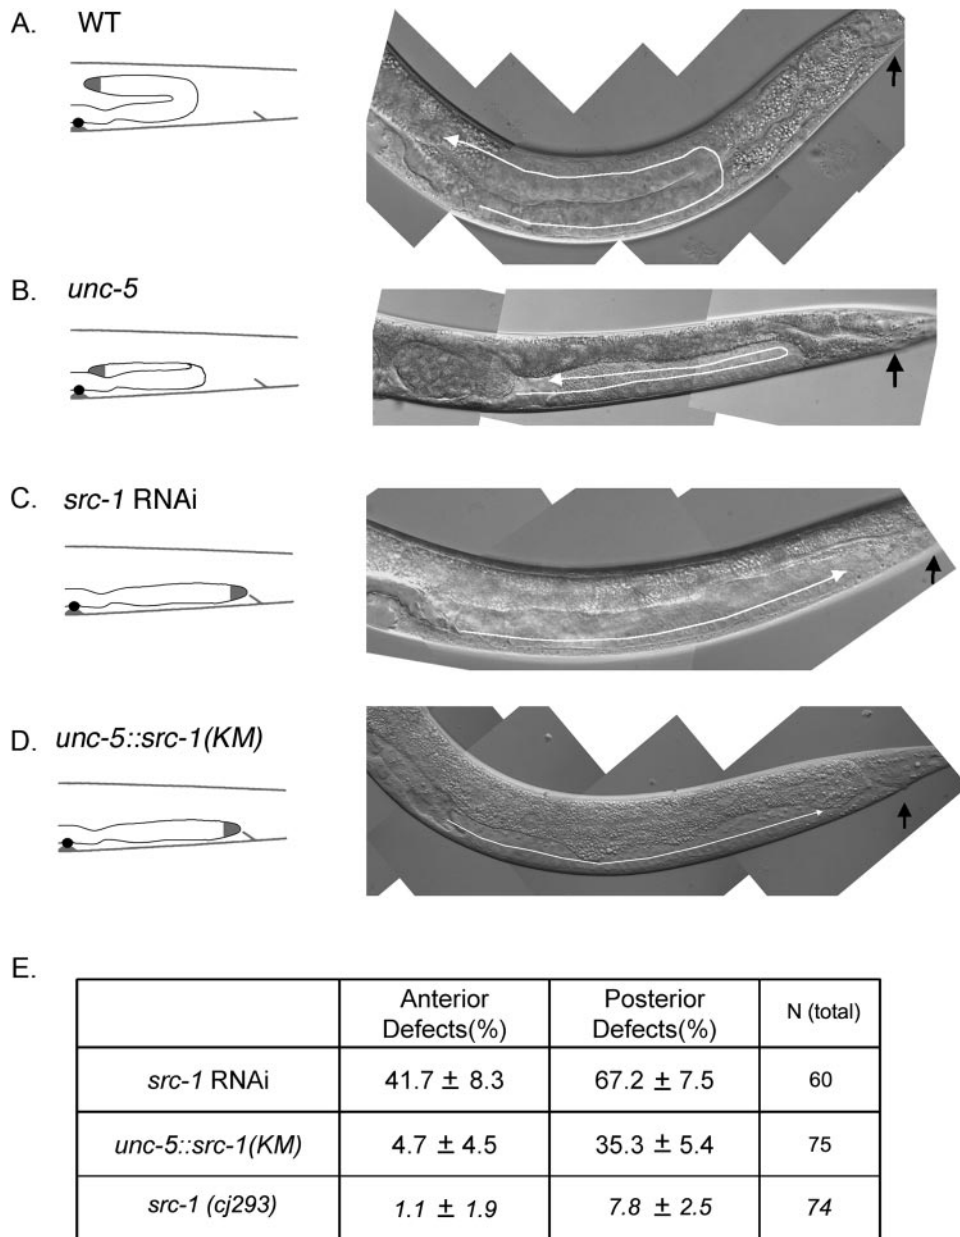 A. WT
B. unc-5
C. src-1 RNAi
D. unc-5::src-1(KM)
E.
Anterior Defects(%) Posterior Defects(%) N (total)
src-1 RNAi 41.7 ± 8.3 67.2 ± 7.5 60
unc-5::src-1(KM) 4.7 ± 4.5 35.3 ± 5.4 75
src-1 (cj293) 1.1 ± 1.9 7.8 ± 2.5 74